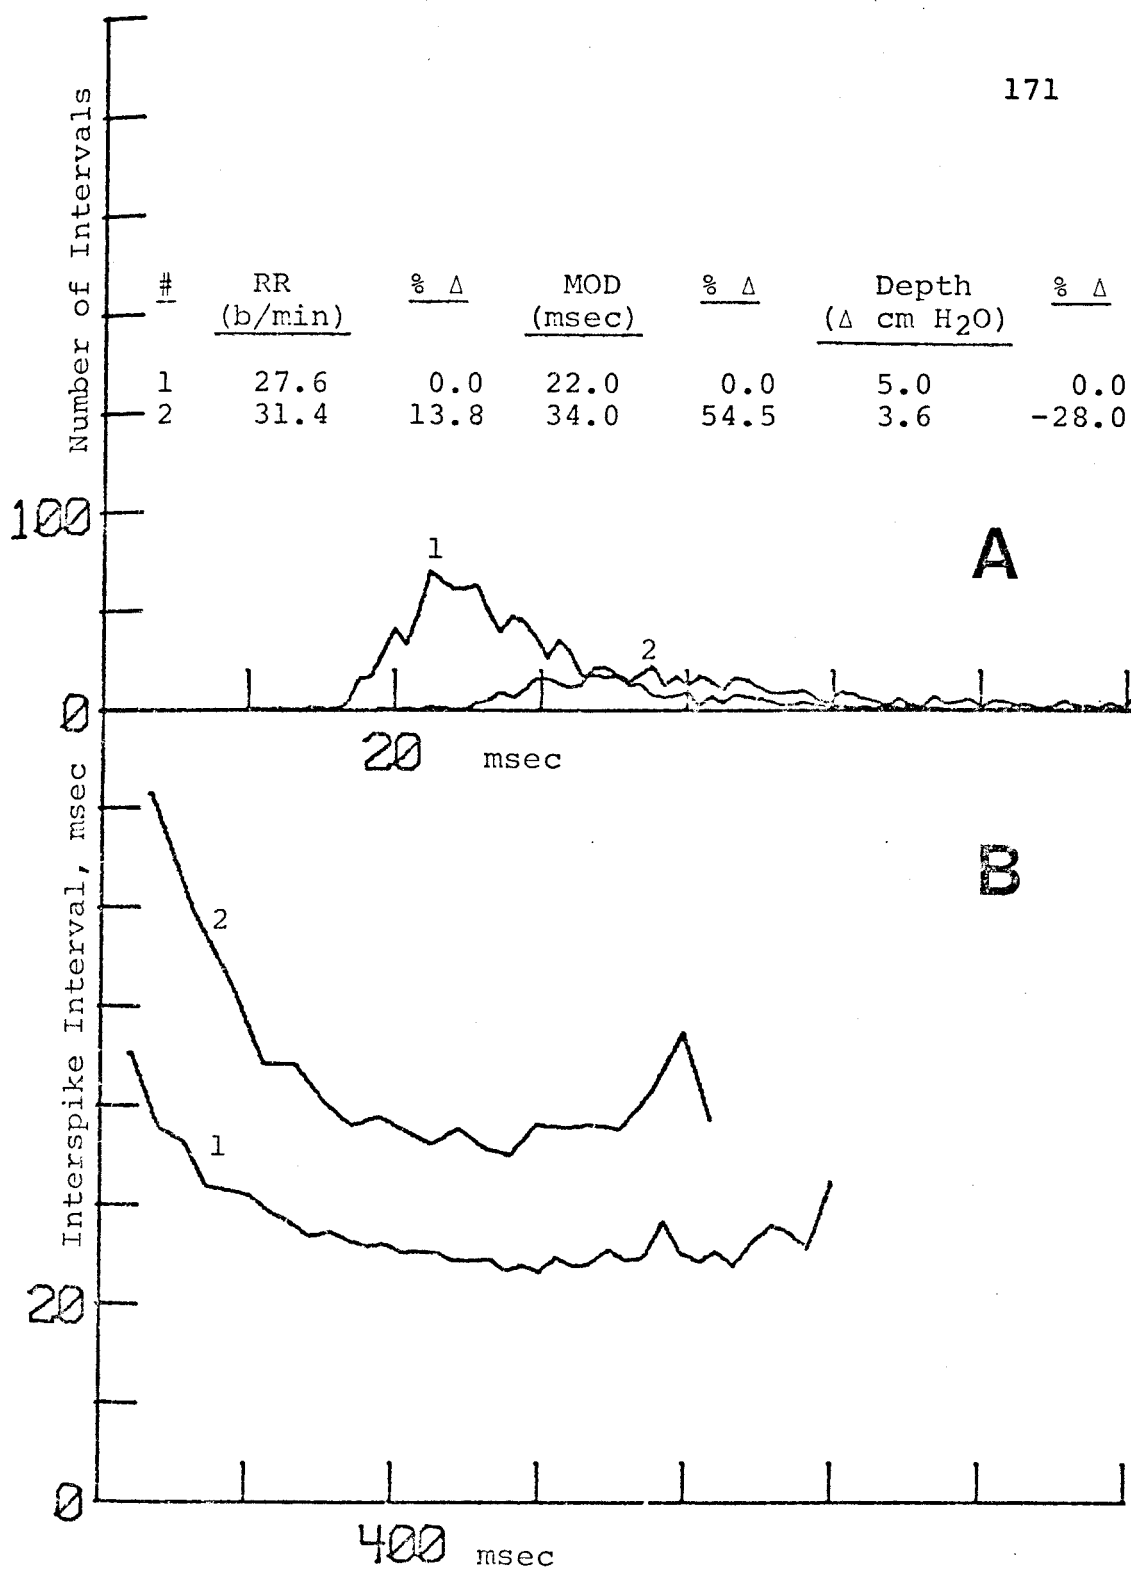 171
Number of Intervals
# RR % Δ MOD % Δ Depth % Δ
(b/min) (msec) (Δ cm H2O)
1 27.6 0.0 22.0 0.0 5.0 0.0
2 31.4 13.8 34.0 54.5 3.6 -28.0
100
A
1
2
0
20 msec
Interspike Interval, msec
B
2
1
20
0
400 msec